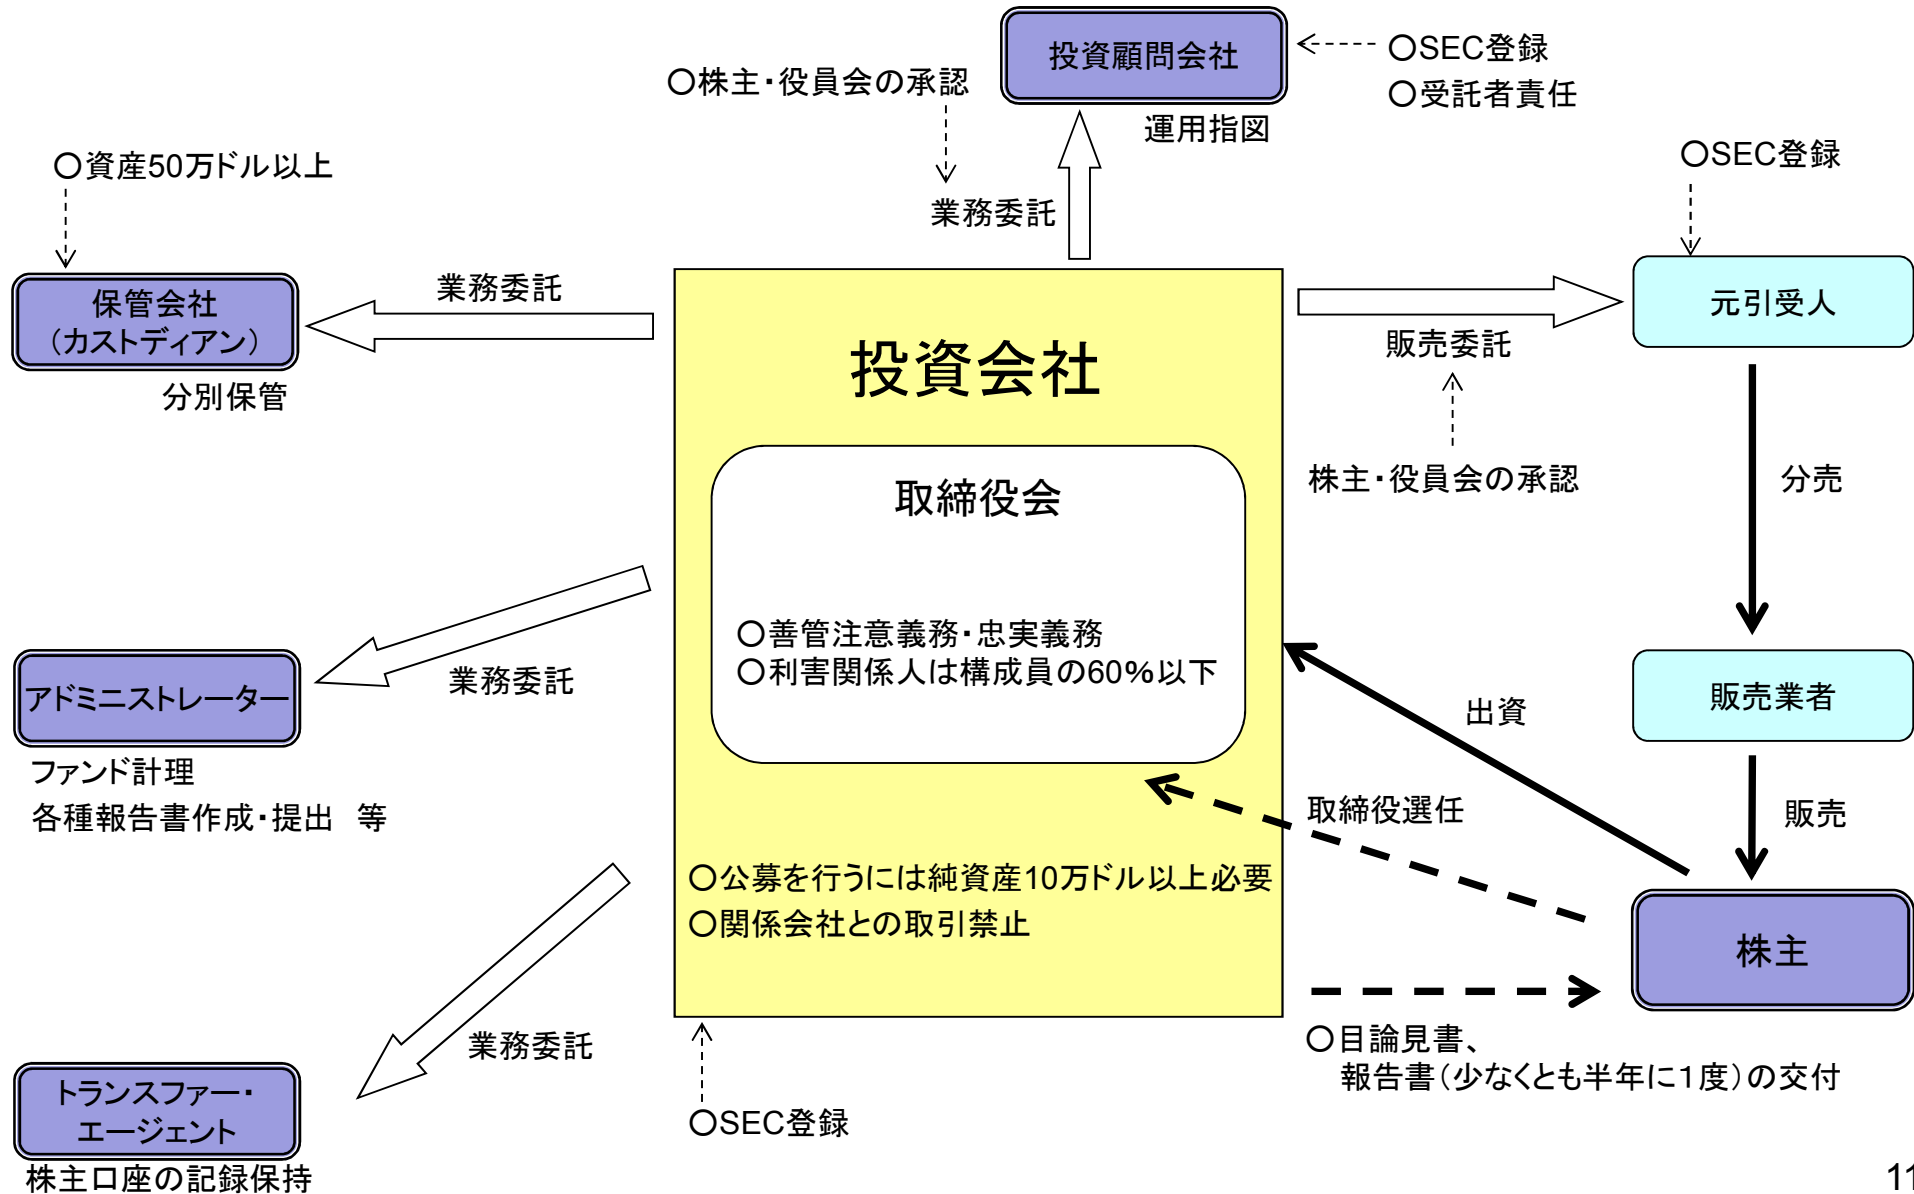 投資顧問会社
〇SEC登録
〇受託者責任
〇株主・役員会の承認
運用指図
業務委託
〇資産50万ドル以上
〇SEC登録
保管会社
（カストディアン）
分別保管
業務委託
投資会社
販売委託
元引受人
株主・役員会の承認
分売
取締役会
〇善管注意義務・忠実義務
〇利害関係人は構成員の60%以下
業務委託
アドミニストレーター
ファンド計理
各種報告書作成・提出　等
出資
販売業者
取締役選任
販売
〇公募を行うには純資産10万ドル以上必要
〇関係会社との取引禁止
株主
〇目論見書、
報告書（少なくとも半年に１度）の交付
業務委託
トランスファー・
エージェント
株主口座の記録保持
〇SEC登録
11